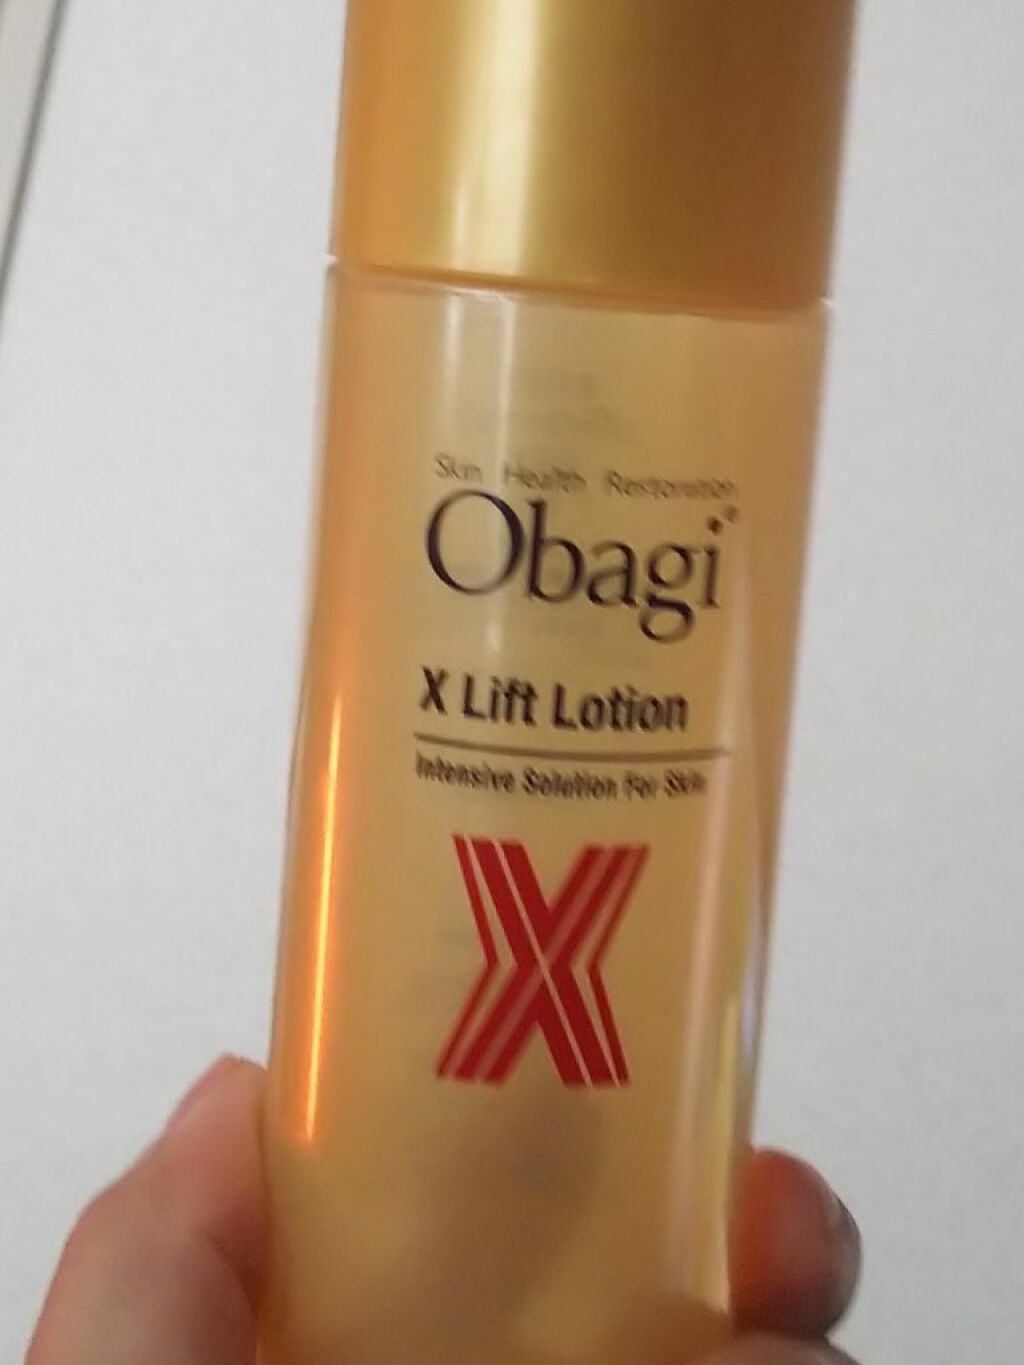 Skin Health Restoration
Obagi®
X Lift Lotion
Intensive Solution For Skin
X